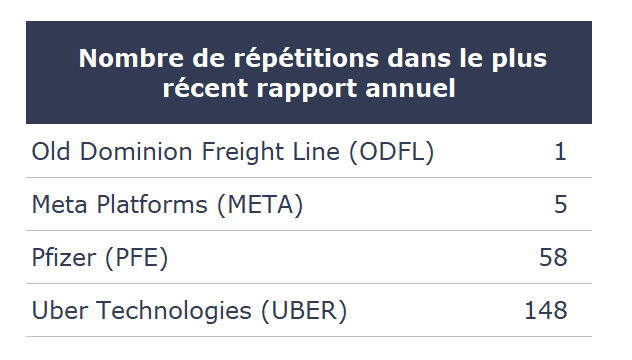 Nombre de répétitions dans le plus
récent rapport annuel
Old Dominion Freight Line (ODFL) 1
Meta Platforms (META) 5
Pfizer (PFE) 58
Uber Technologies (UBER) 148